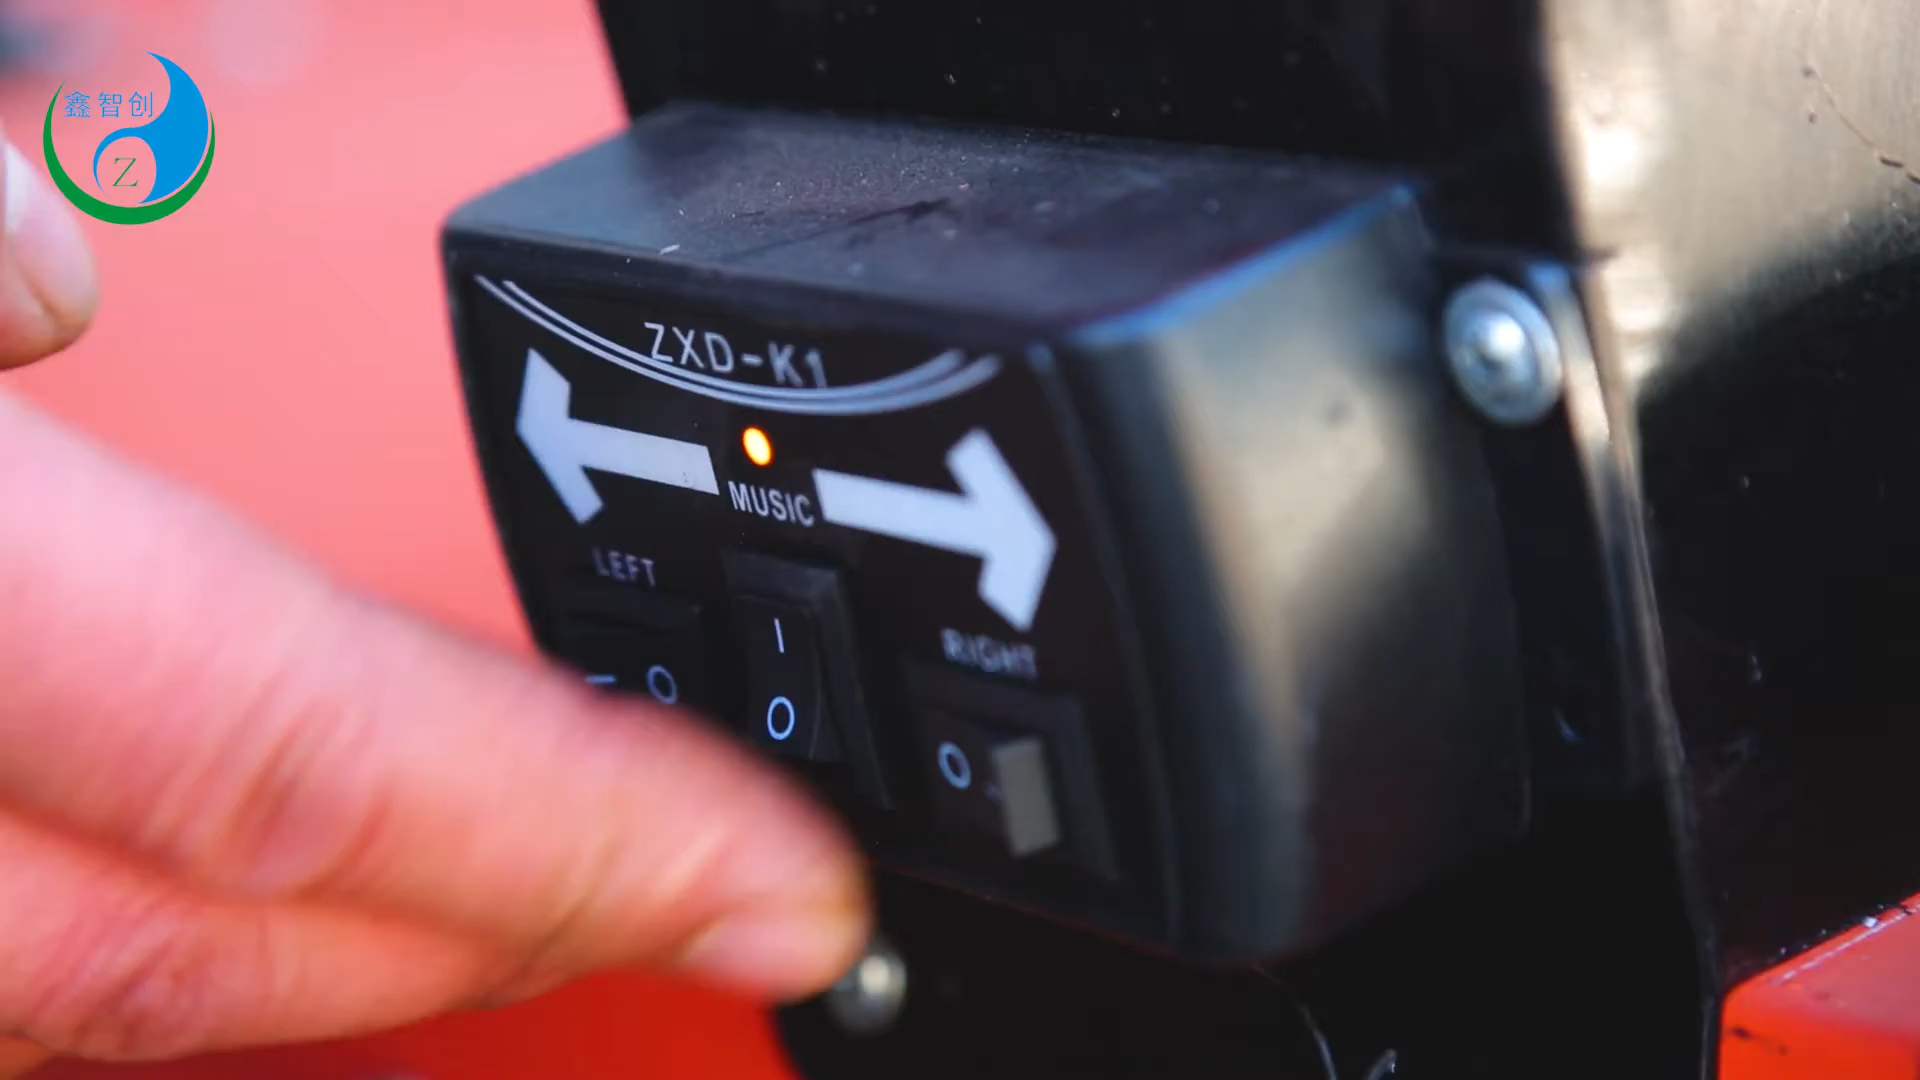 鑫智创
Z
ZXD-K1
MUSIC
LEFT
RIGHT
— O
I
O
O